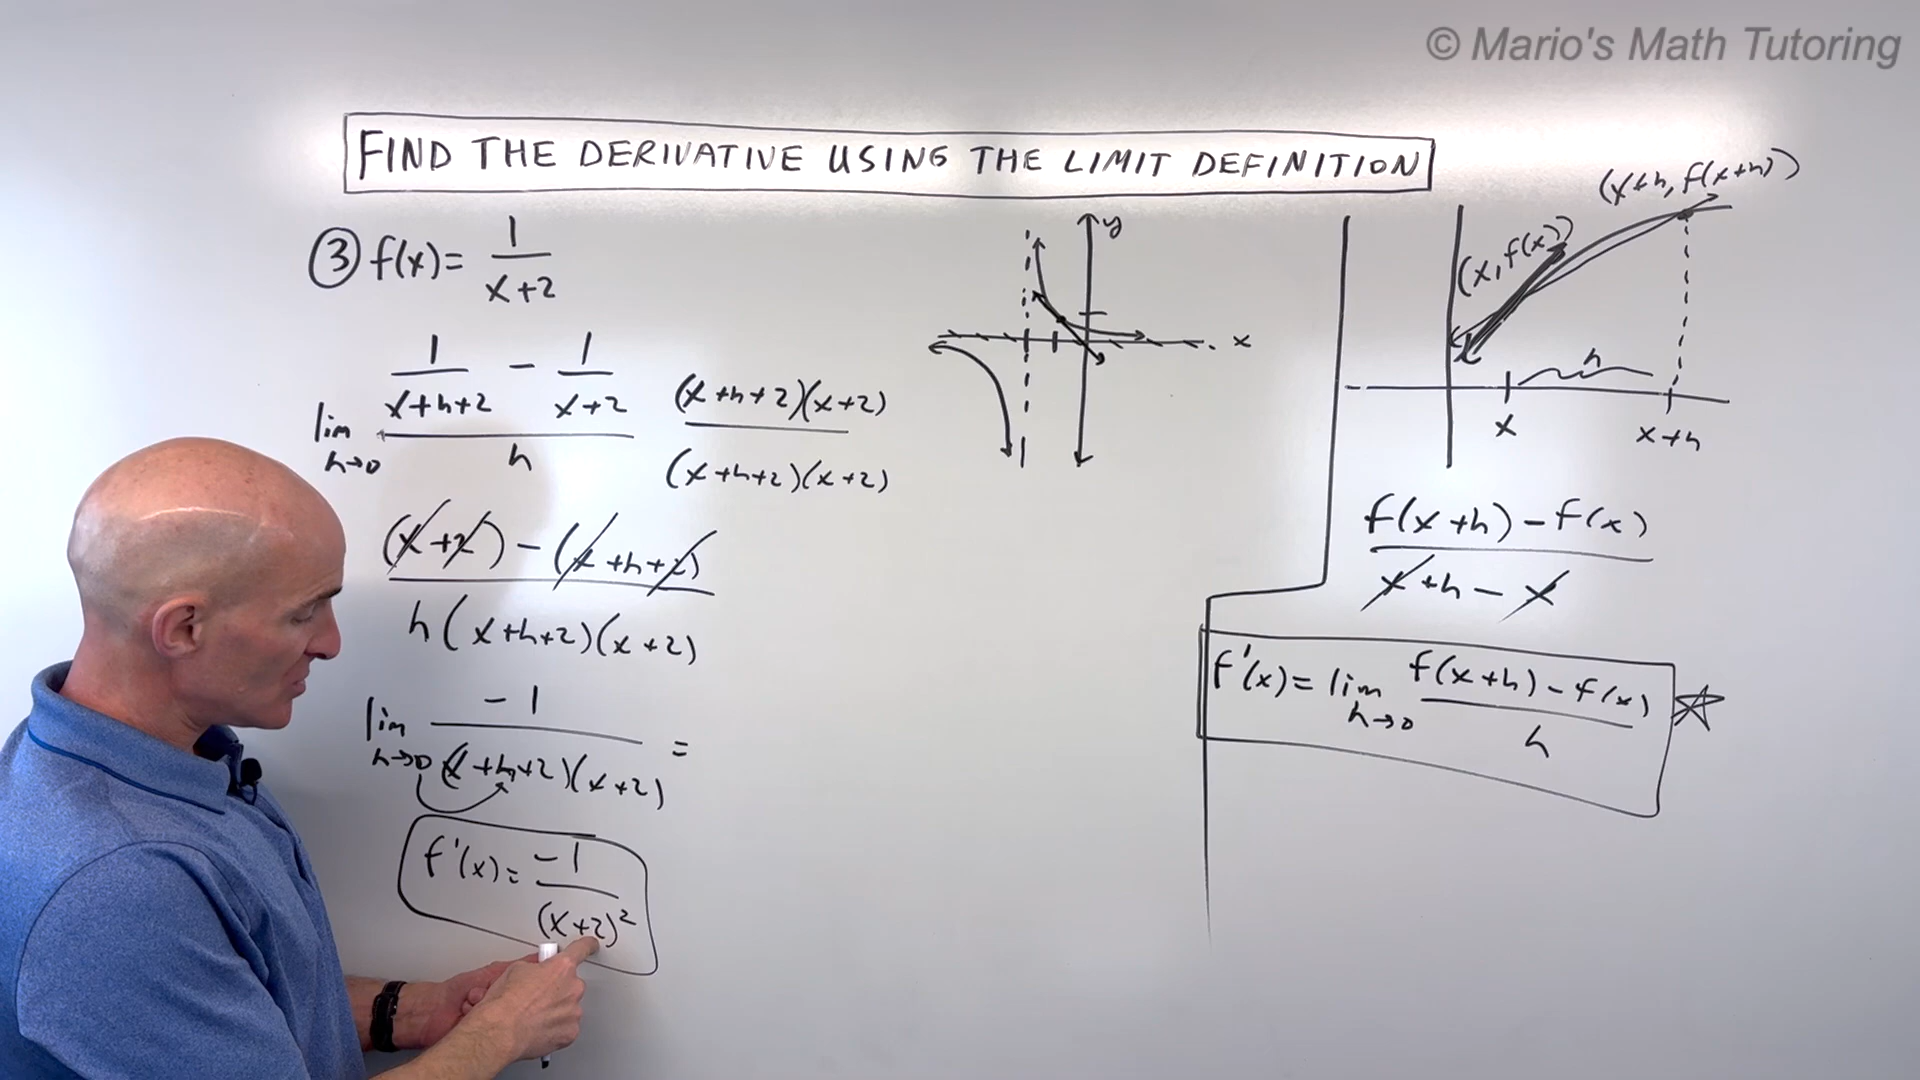 © Mario's Math Tutoring
FIND THE DERIVATIVE USING THE LIMIT DEFINITION
③ f(x) = 1/(x+2)
lim h→0 (1/(x+h+2) - 1/(x+2))/h (x+h+2)(x+2)/(x+h+2)(x+2)
(x+2) - (x+h+2)
h(x+h+2)(x+2)
lim h→0 -1/(x+h+2)(x+2) =
f'(x) = -1/(x+2)²
y
x
(x+h, f(x+h))
(x, f(x))
h
x
x+h
f(x+h) - f(x)
x+h - x
f'(x) = lim h→0 (f(x+h) - f(x))/h